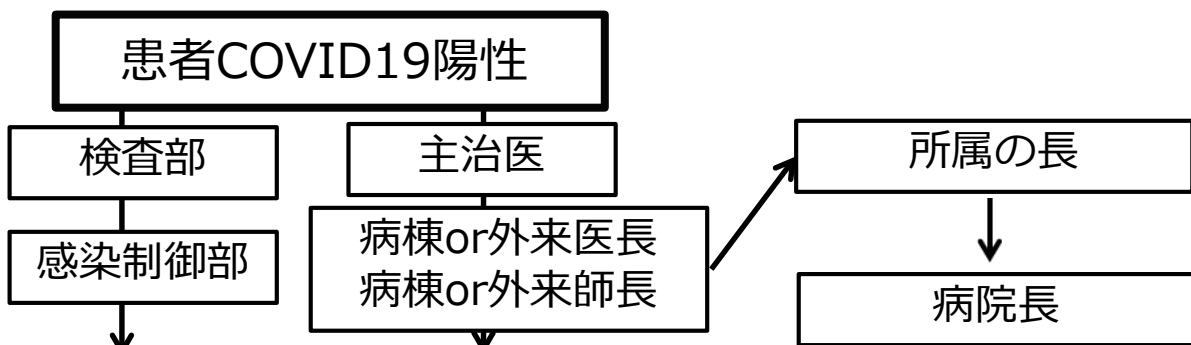 患者COVID19陽性
検査部
主治医
所属の長
感染制御部
病棟or外来医長
病棟or外来師長
病院長